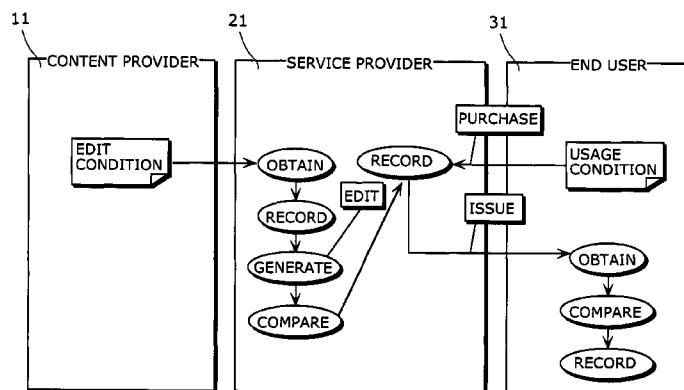 11
21
31
CONTENT PROVIDER
SERVICE PROVIDER
END USER
PURCHASE
EDIT
CONDITION
OBTAIN
RECORD
USAGE
CONDITION
EDIT
RECORD
ISSUE
GENERATE
OBTAIN
COMPARE
COMPARE
RECORD